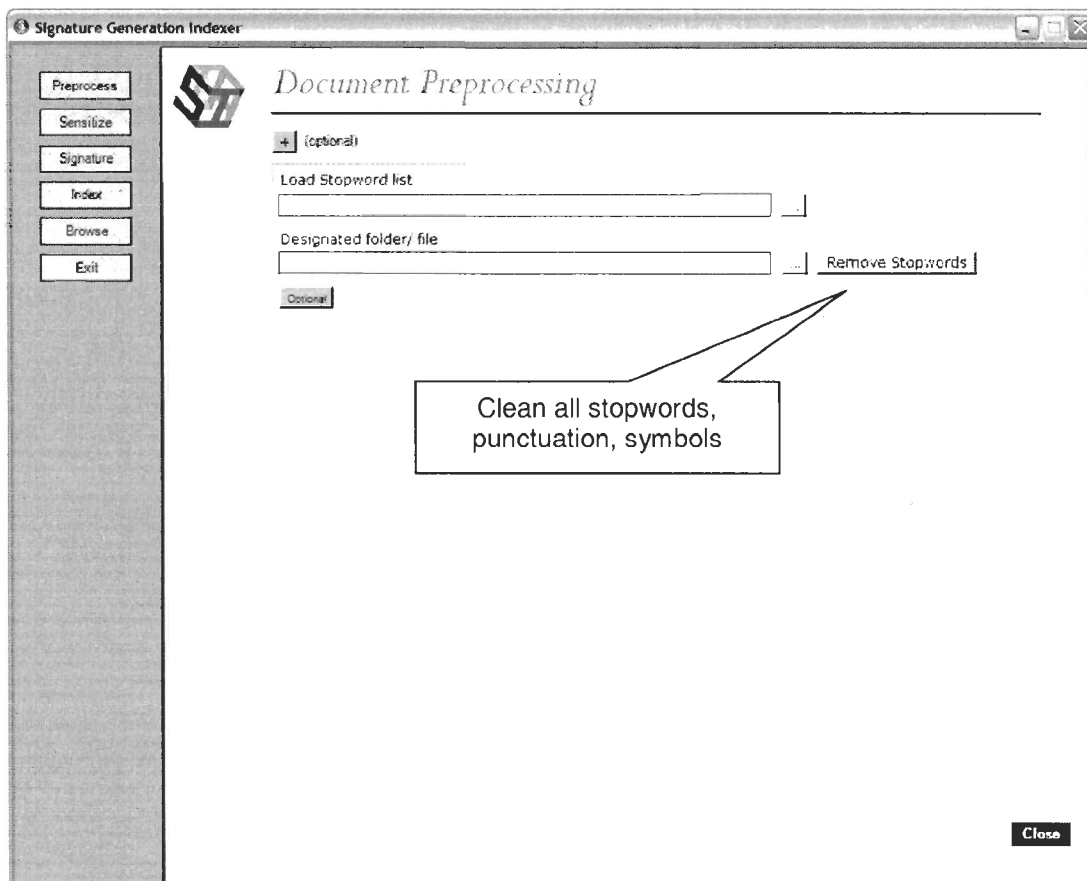 Signature Generation Indexer
Preprocess
Sensitize
Signature
Index
Browse
Exit
Document Preprocessing
+ (optional)
Load Stopword list
...
Designated folder/ file
... Remove Stopwords
Optional
Clean all stopwords,
punctuation, symbols
Close